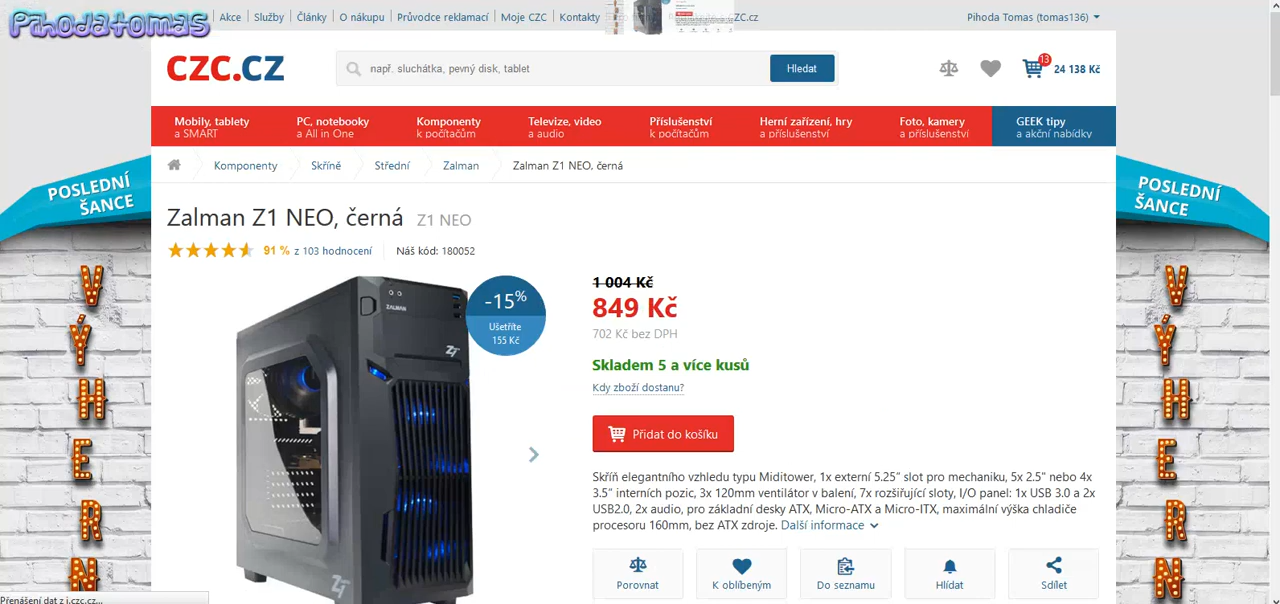 Pihodatomas
Akce Služby Články O nákupu Průvodce reklamací Moje CZC Kontakty
CZC.cz
Pihoda Tomas (tomas136)
CZC.CZ
např. sluchátka, pevný disk, tablet
Hledat
13
24 138 Kč
Mobily, tablety
a SMART
PC, notebooky
a All in One
Komponenty
k počítačům
Televize, video
a audio
Příslušenství
k počítačům
Herní zařízení, hry
a příslušenství
Foto, kamery
a příslušenství
GEEK tipy
a akční nabídky
Komponenty Skříně Střední Zalman Zalman Z1 NEO, černá
POSLEDNÍ
ŠANCE
VÝHERN
POSLEDNÍ
ŠANCE
VÝHERN
Zalman Z1 NEO, černá Z1 NEO
91 % z 103 hodnocení Náš kód: 180052
-15%
Ušetříte
155 Kč
ZALMAN
Z1
Z1
1 004 Kč
849 Kč
702 Kč bez DPH
Skladem 5 a více kusů
Kdy zboží dostanu?
Přidat do košíku
Skříň elegantního vzhledu typu Miditower, 1x externí 5.25“ slot pro mechaniku, 5x 2.5" nebo 4x
3.5“ interních pozic, 3x 120mm ventilátor v balení, 7x rozšiřující sloty, I/O panel: 1x USB 3.0 a 2x
USB2.0, 2x audio, pro základní desky ATX, Micro-ATX a Micro-ITX, maximální výška chladiče
procesoru 160mm, bez ATX zdroje. Další informace
Porovnat
K oblíbeným
Do seznamu
Hlídat
Sdílet
Přenášení dat z i.czc.cz...